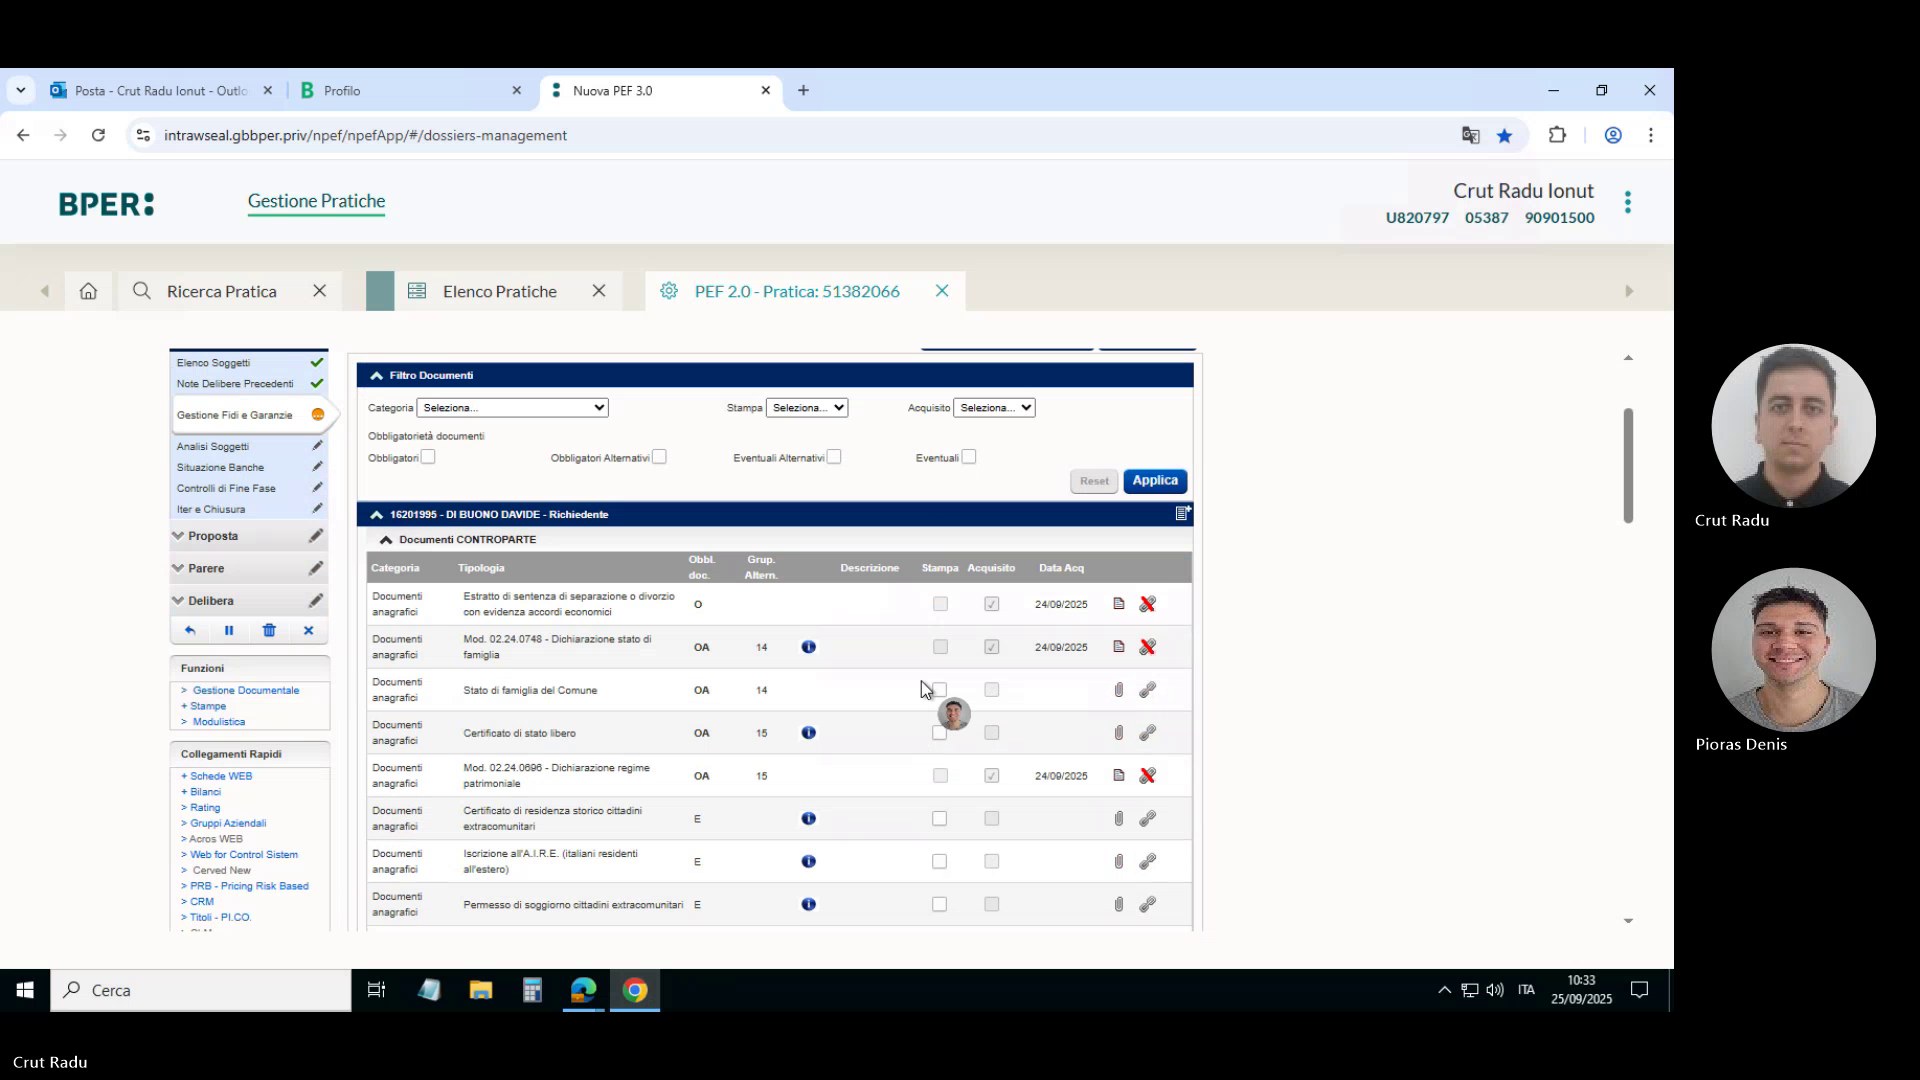 Posta - Crut Radu Ionut - Outlo
Profilo
Nuova PEF 3.0
intrawseal.gbbper.priv/npef/npefApp/#/dossiers-management
BPER:
Gestione Pratiche
Crut Radu Ionut
U820797 05387 90901500
Ricerca Pratica
Elenco Pratiche
PEF 2.0 - Pratica: 51382066
Elenco Soggetti
Note Delibere Precedenti
Gestione Fidi e Garanzie
Analisi Soggetti
Situazione Banche
Controlli di Fine Fase
Iter e Chiusura
Proposta
Parere
Delibera
Funzioni
> Gestione Documentale
+ Stampe
> Modulistica
Collegamenti Rapidi
+ Schede WEB
+ Bilanci
> Rating
> Gruppi Aziendali
> Acros WEB
> Web for Control Sistem
> Cerved New
> PRB - Pricing Risk Based
> CRM
> Titoli - PI.CO.
Filtro Documenti
Categoria Seleziona... Stampa Seleziona... Acquisito Seleziona...
Obbligatorietà documenti
Obbligatori Obbligatori Alternativi Eventuali Alternativi Eventuali
Reset Applica
16201995 - DI BUONO DAVIDE - Richiedente
Documenti CONTROPARTE
Categoria Tipologia Obbl. doc. Grup. Altern. Descrizione Stampa Acquisito Data Acq
Documenti anagrafici Estratto di sentenza di separazione o divorzio con evidenza accordi economici O 24/09/2025
Documenti anagrafici Mod. 02.24.0748 - Dichiarazione stato di famiglia OA 14 24/09/2025
Documenti anagrafici Stato di famiglia del Comune OA 14
Documenti anagrafici Certificato di stato libero OA 15
Documenti anagrafici Mod. 02.24.0696 - Dichiarazione regime patrimoniale OA 15 24/09/2025
Documenti anagrafici Certificato di residenza storico cittadini extracomunitari E
Documenti anagrafici Iscrizione all'A.I.R.E. (italiani residenti all'estero) E
Documenti anagrafici Permesso di soggiorno cittadini extracomunitari E
Cerca
ITA
10:33
25/09/2025
Crut Radu
Pioras Denis
Crut Radu